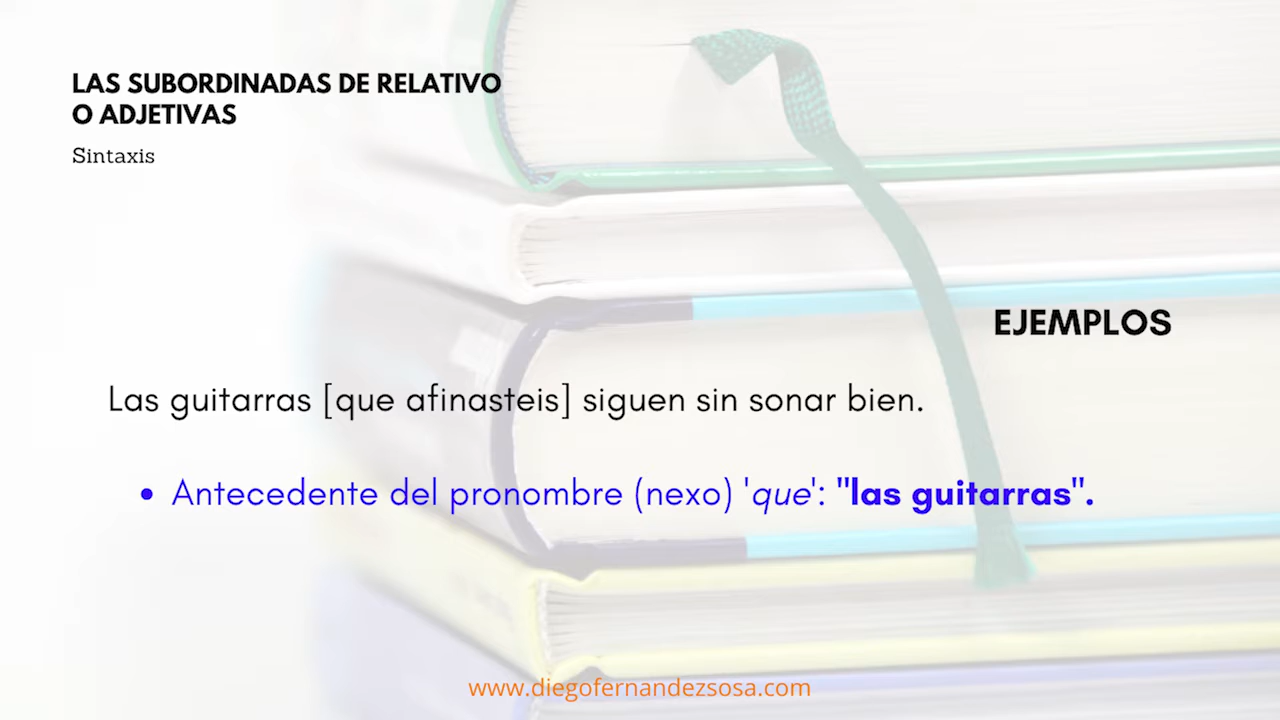 LAS SUBORDINADAS DE RELATIVO
O ADJETIVAS
Sintaxis
EJEMPLOS
Las guitarras [que afinasteis] siguen sin sonar bien.
• Antecedente del pronombre (nexo) 'que': "las guitarras".
www.diegofernandezsosa.com